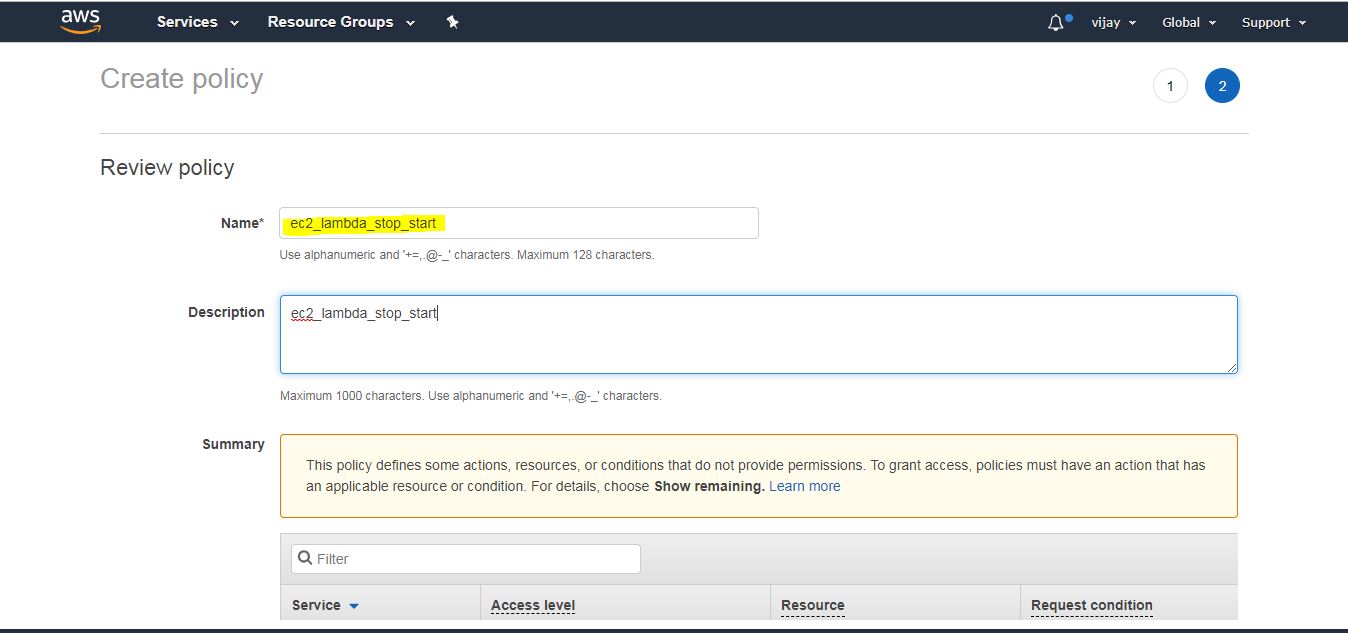 aws Services Resource Groups vijay Global Support
Create policy
1 2
Review policy
Name* ec2_lambda_stop_start
Use alphanumeric and '+=,.@-_' characters. Maximum 128 characters.
Description ec2_lambda_stop_start
Maximum 1000 characters. Use alphanumeric and '+=,.@-_' characters.
Summary
This policy defines some actions, resources, or conditions that do not provide permissions. To grant access, policies must have an action that has
an applicable resource or condition. For details, choose Show remaining. Learn more
Filter
Service Access level Resource Request condition